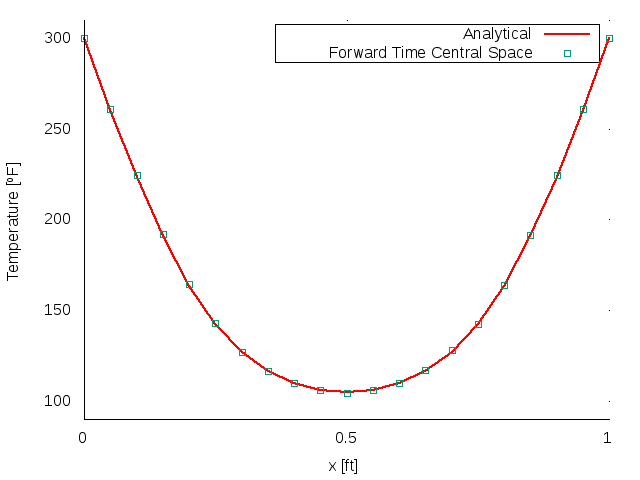 Analytical
Forward Time Central Space
300
250
200
150
100
Temperature [ºF]
0
0.5
1
x [ft]